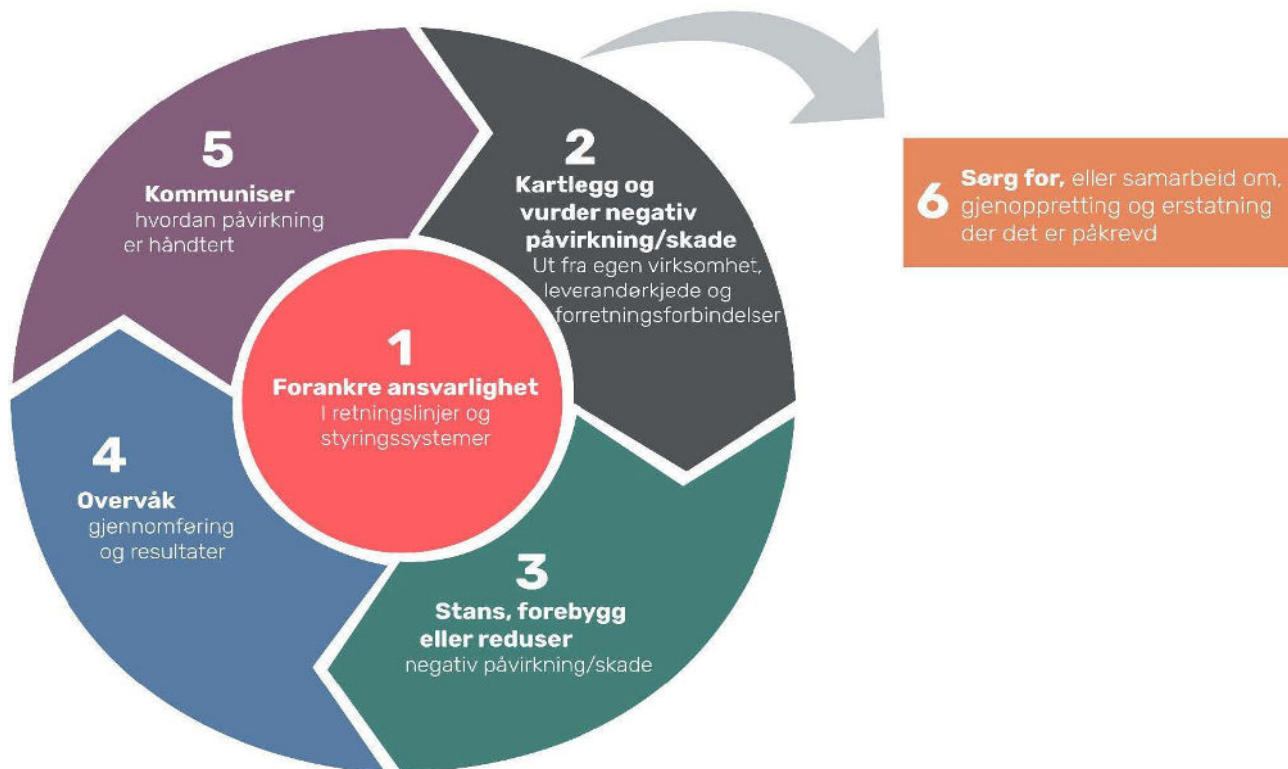 1
Forankre ansvarlighet
I retningslinjer og
styringssystemer
2
Kartlegg og
vurder negativ
påvirkning/skade
Ut fra egen virksomhet,
leverandørkjede og
forretningsforbindelser
3
Stans, forebygg
eller reduser
negativ påvirkning/skade
4
Overvåk
gjennomføring
og resultater
5
Kommuniser
hvordan påvirkning
er håndtert
6
Sørg for, eller samarbeid om,
gjenoppretting og erstatning
der det er påkrevd